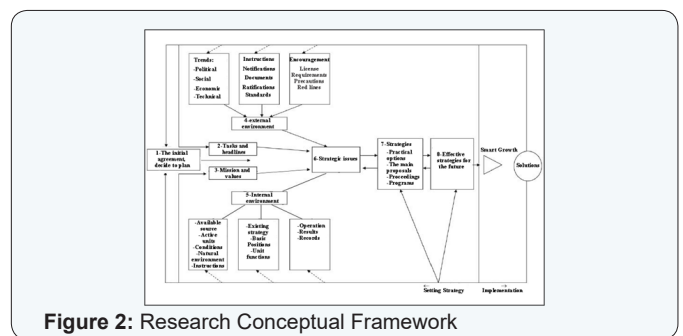 Trends:
-Political
-Social
-Economic
-Technical
Instructions
Notifications
Documents
Ratifications
Standards
Encouragement
License
Requirements
Precautions
Red lines
4-external
environment
1-The initial
agreement,
decide to plan
2-Tasks and
headlines
3-Mission and
values
6-Strategic issues
7-Strategies
-Practical
options
-The main
proposals
-Proceedings
-Programs
8-Effective
strategies for
the future
Smart Growth
Solutions
5-Internal
environment
-Available
source
-Active
units
-Conditions
-Natural
environment
-Instructions
-Existing
strategy
-Basic
Positions
-Unit
functions
-Operation
-Results
-Records
Setting Strategy
Implementation
Figure 2: Research Conceptual Framework